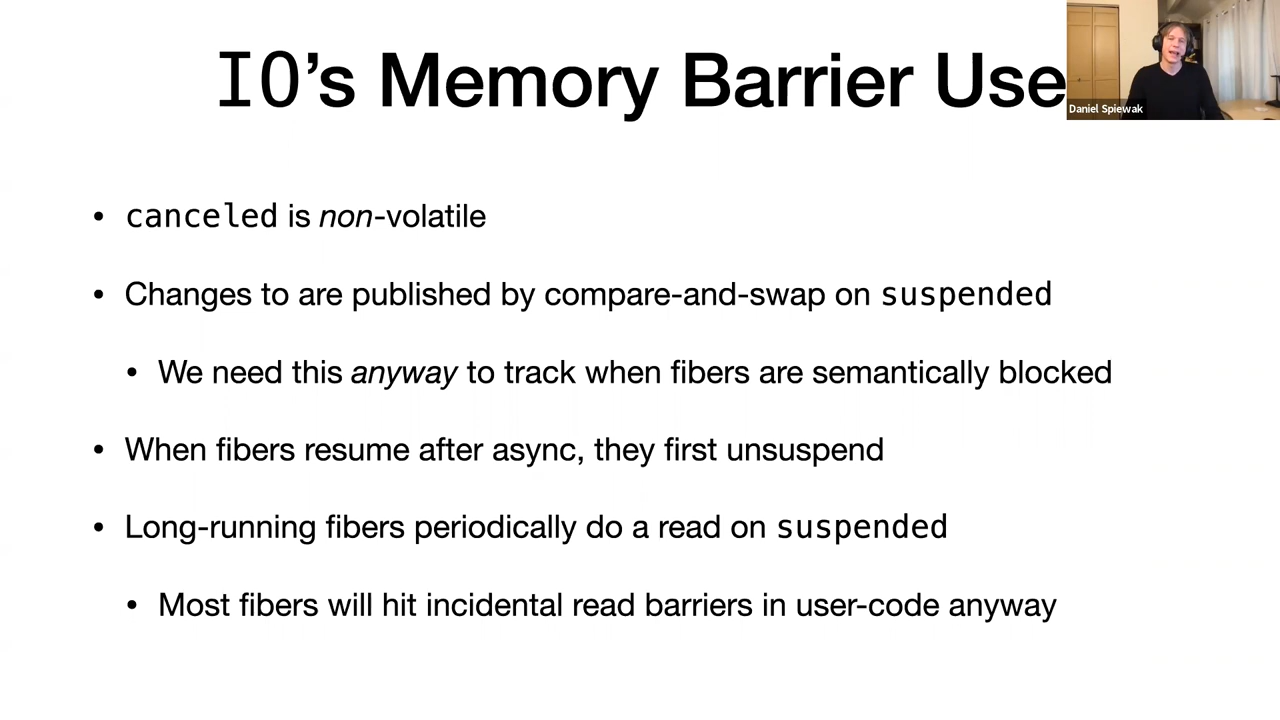 IO's Memory Barrier Use
Daniel Spiewak
• canceled is non-volatile
• Changes to are published by compare-and-swap on suspended
• We need this anyway to track when fibers are semantically blocked
• When fibers resume after async, they first unsuspend
• Long-running fibers periodically do a read on suspended
• Most fibers will hit incidental read barriers in user-code anyway